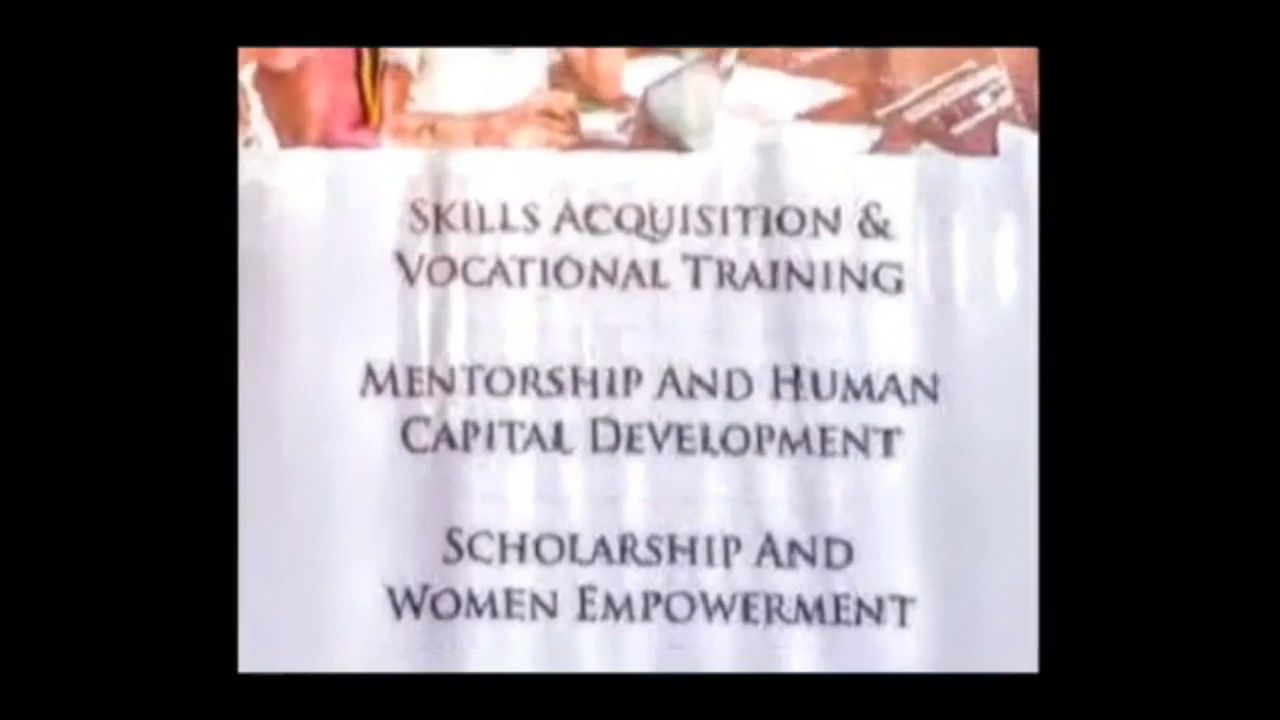 SKILLS ACQUISITION &
VOCATIONAL TRAINING
MENTORSHIP AND HUMAN
CAPITAL DEVELOPMENT
SCHOLARSHIP AND
WOMEN EMPOWERMENT